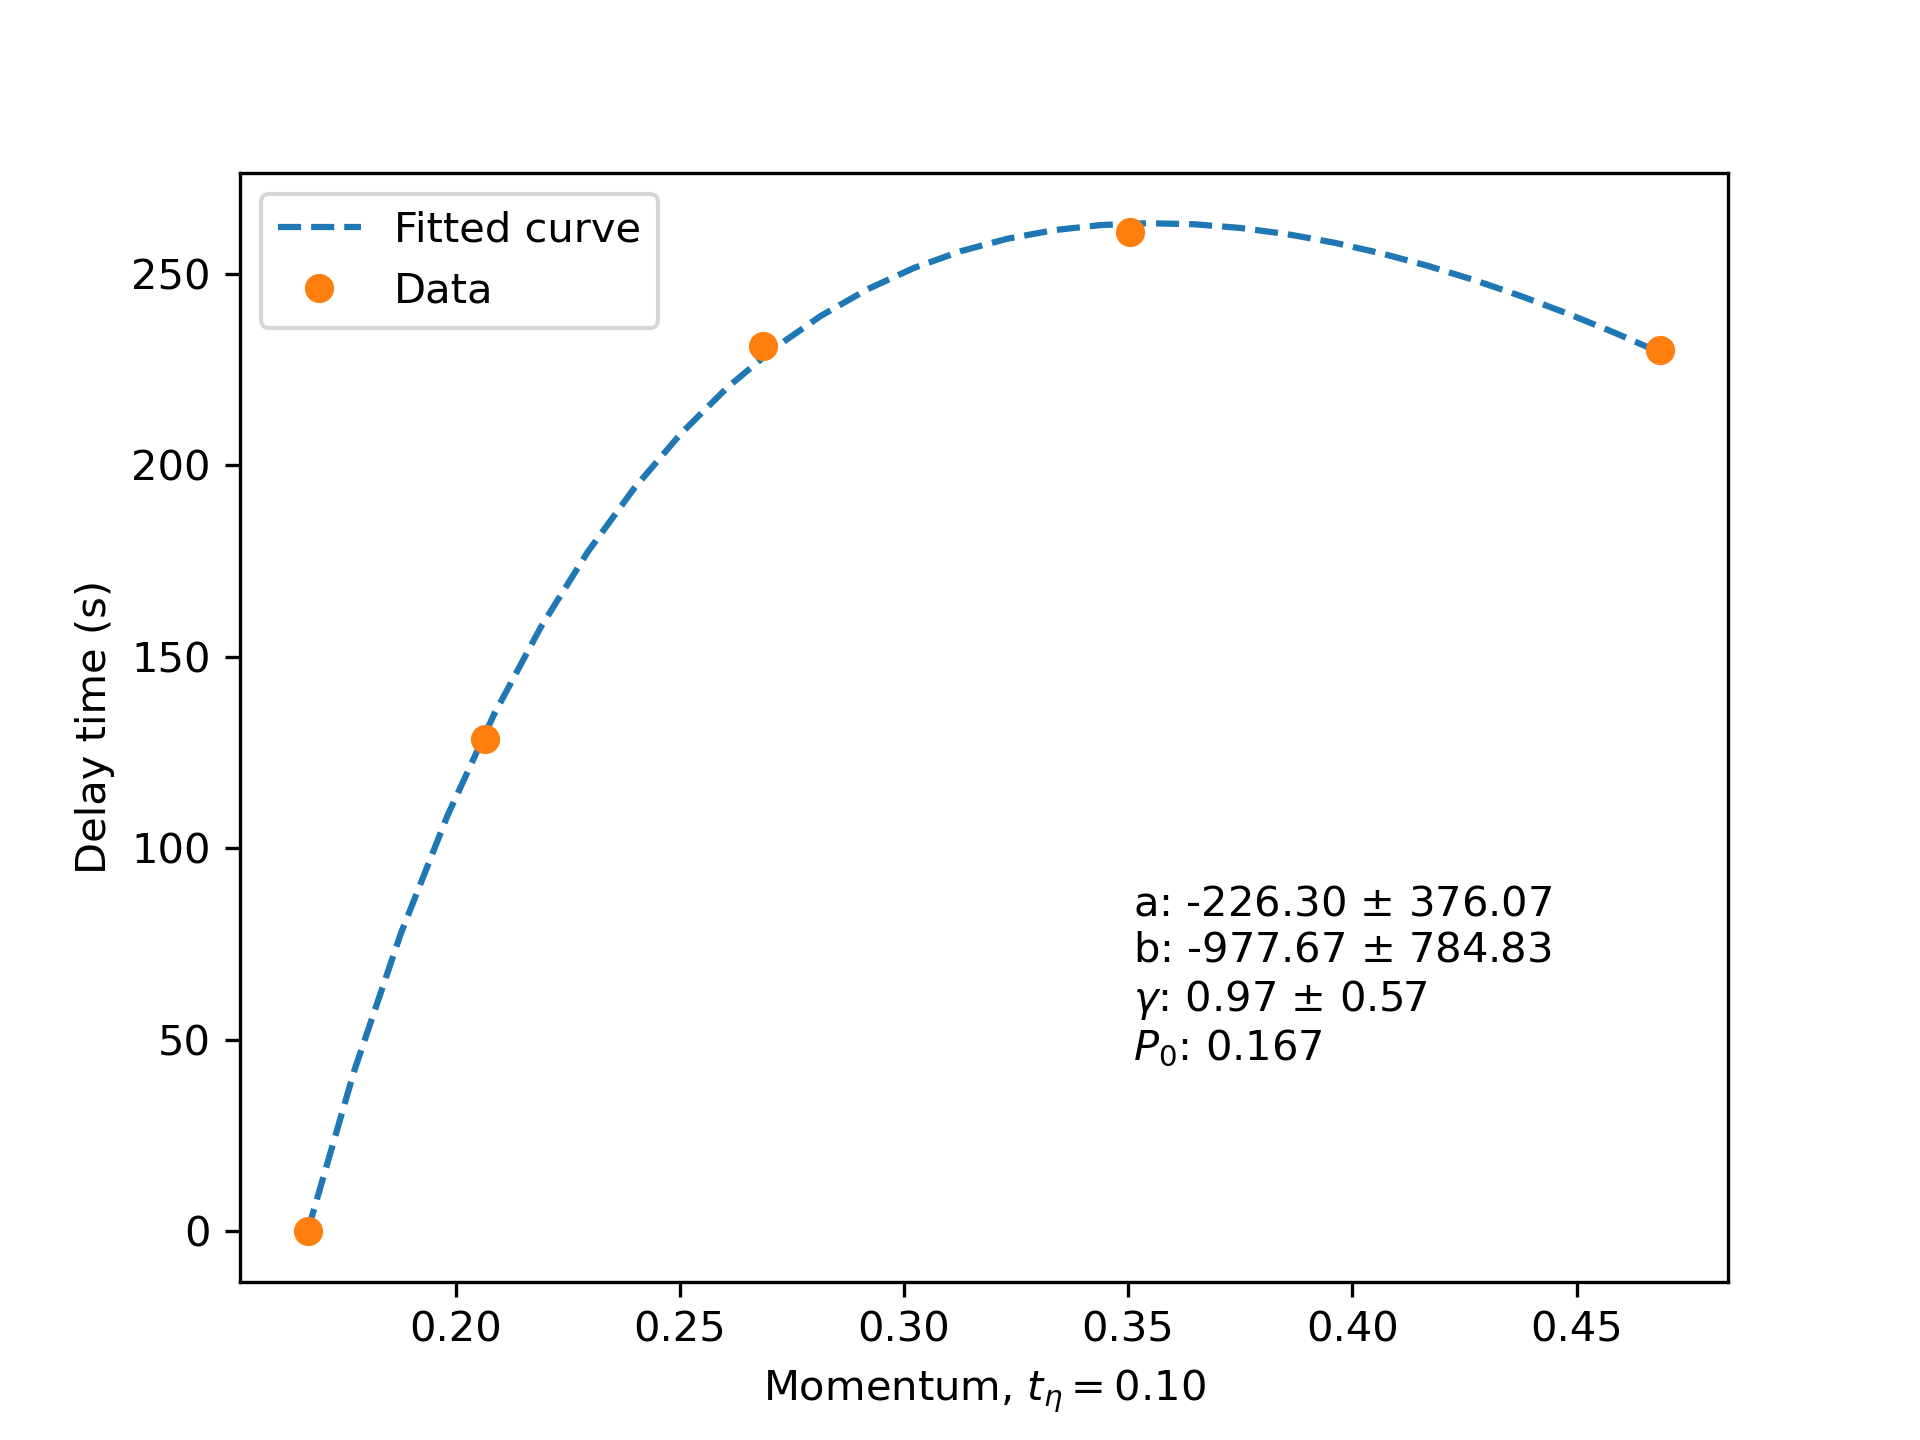 Fitted curve
Data
250
200
150
100
50
0
Delay time (s)
a: -226.30 ± 376.07
b: -977.67 ± 784.83
γ: 0.97 ± 0.57
P₀: 0.167
0.20 0.25 0.30 0.35 0.40 0.45
Momentum, tη = 0.10